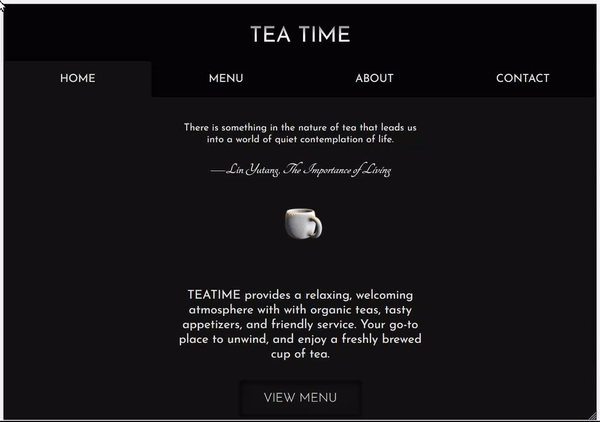 TEA TIME
HOME MENU ABOUT CONTACT
There is something in the nature of tea that leads us
into a world of quiet contemplation of life.
—Lin Yutang, The Importance of Living
TEATIME provides a relaxing, welcoming
atmosphere with with organic teas, tasty
appetizers, and friendly service. Your go-to
place to unwind, and enjoy a freshly brewed
cup of tea.
VIEW MENU